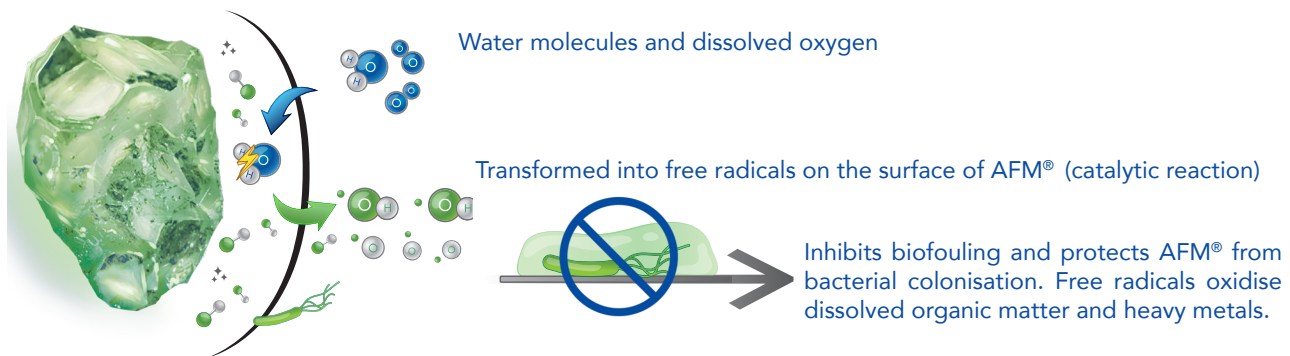 Water molecules and dissolved oxygen
H
O
H
O
O
O
O
H
O
H
Transformed into free radicals on the surface of AFM® (catalytic reaction)
O
H
O
H
O
O
O
Inhibits biofouling and protects AFM® from
bacterial colonisation. Free radicals oxidise
dissolved organic matter and heavy metals.